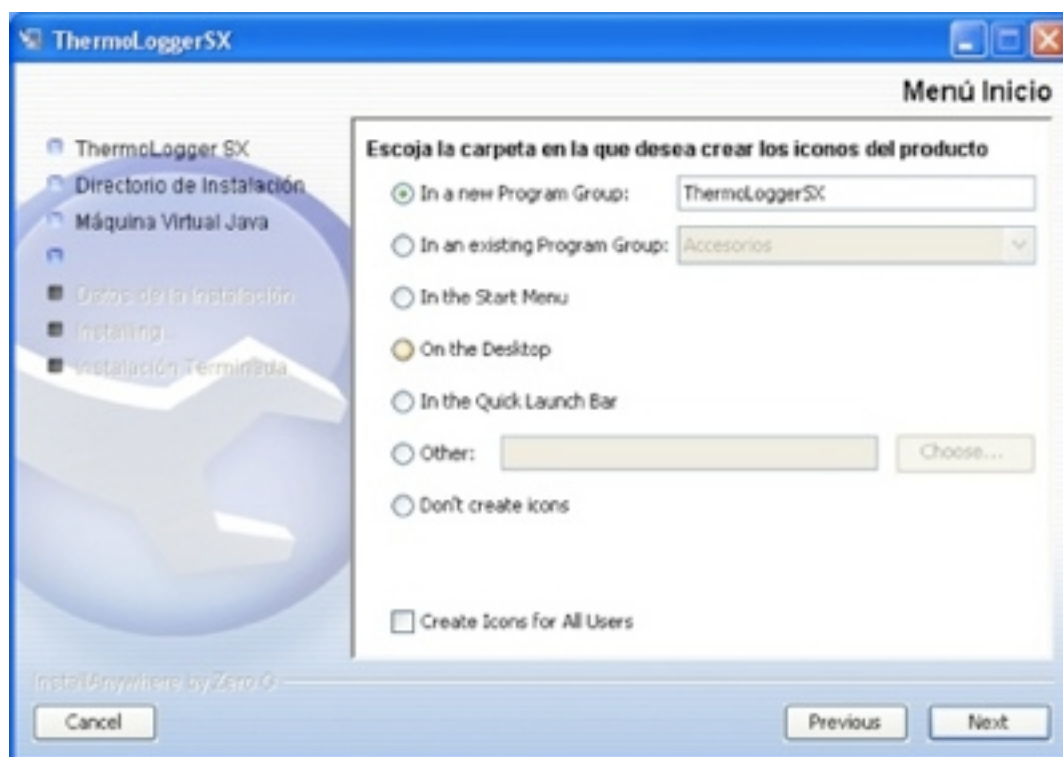 ThermoLoggerSX
Menú Inicio
ThermoLogger SX
Directorio de Instalación
Máquina Virtual Java
Datos de la Instalación
Installing...
Instalación Terminada
Escoja la carpeta en la que desea crear los iconos del producto
In a new Program Group: ThermoLoggerSX
In an existing Program Group: Accesorios
In the Start Menu
On the Desktop
In the Quick Launch Bar
Other: Choose...
Don't create icons
Create Icons for All Users
InstallAnywhere by Zero G
Cancel Previous Next